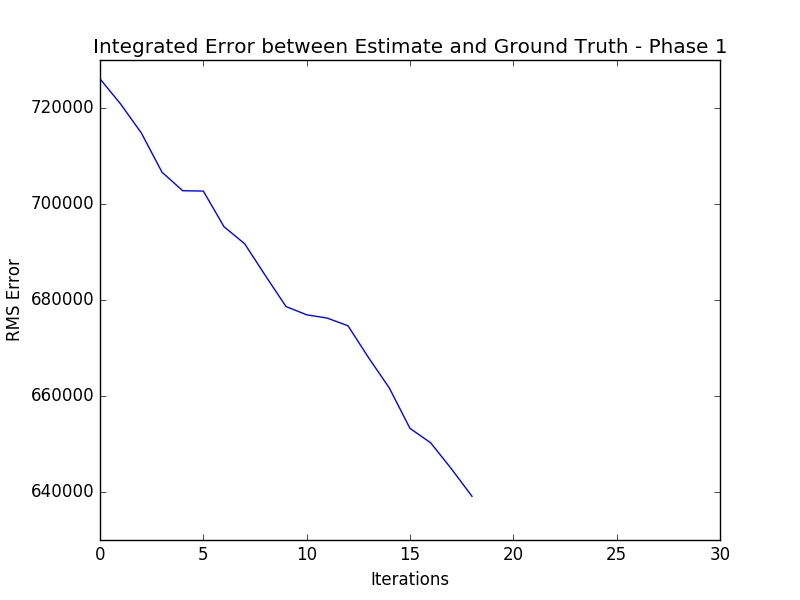 Integrated Error between Estimate and Ground Truth - Phase 1
720000
700000
680000
660000
640000
RMS Error
0 5 10 15 20 25 30
Iterations